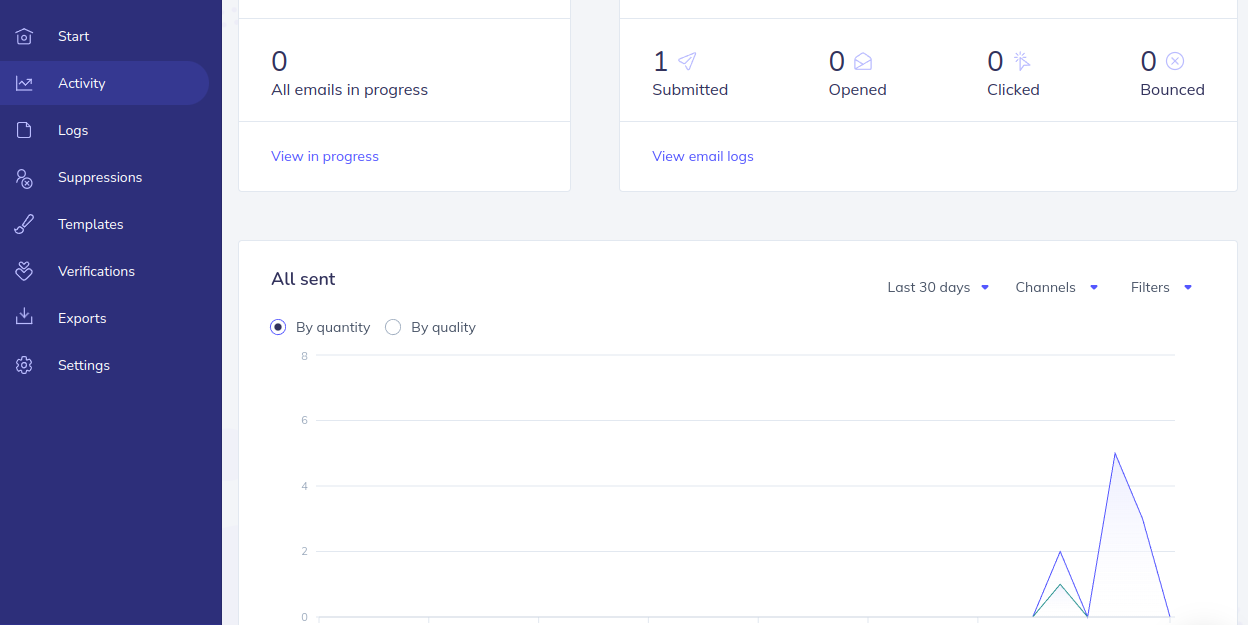 Start
Activity
Logs
Suppressions
Templates
Verifications
Exports
Settings
0
All emails in progress
View in progress
1 0 0 0
Submitted Opened Clicked Bounced
View email logs
All sent
Last 30 days Channels Filters
By quantity By quality
8
6
4
2
0